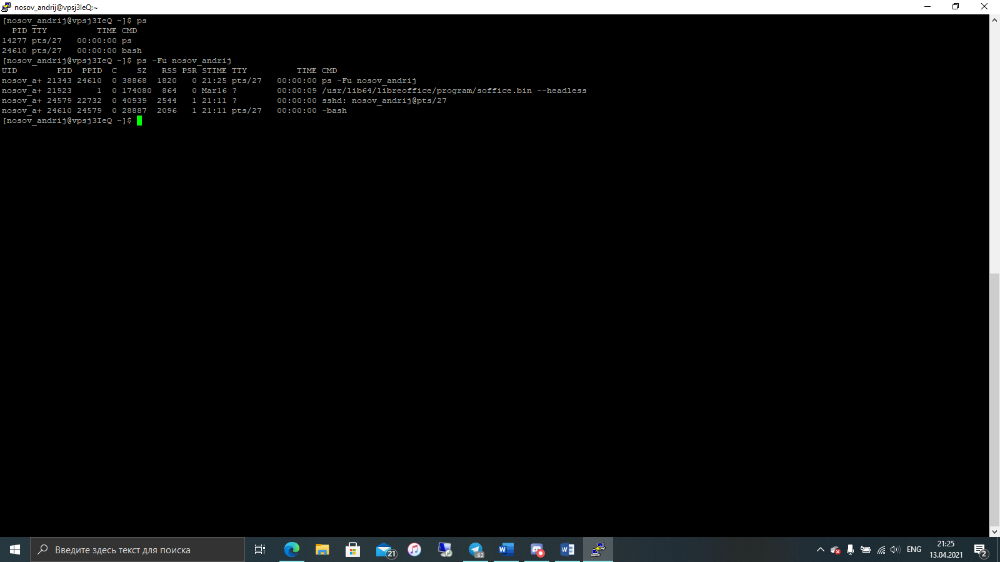 nosov_andrij@vpsj3IeQ:~
[nosov_andrij@vpsj3IeQ ~]$ ps
  PID TTY          TIME CMD
14277 pts/27   00:00:00 ps
24610 pts/27   00:00:00 bash
[nosov_andrij@vpsj3IeQ ~]$ ps -Fu nosov_andrij
UID        PID  PPID  C    SZ   RSS PSR STIME TTY          TIME CMD
nosov_a+ 21343 24610  0 38868  1820   0 21:25 pts/27   00:00:00 ps -Fu nosov_andrij
nosov_a+ 21923     1  0 174080  864   0 Mar16 ?        00:00:09 /usr/lib64/libreoffice/program/soffice.bin --headless
nosov_a+ 24579 22732  0 40939  2544   1 21:11 ?        00:00:00 sshd: nosov_andrij@pts/27
nosov_a+ 24610 24579  0 28887  2096   1 21:11 pts/27   00:00:00 -bash
[nosov_andrij@vpsj3IeQ ~]$
Введите здесь текст для поиска
21
.62
ENG
21:25
13.04.2021
2